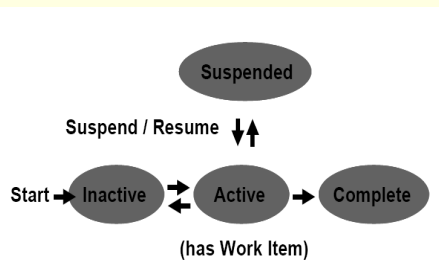 Suspended
Suspend / Resume
Start Inactive Active Complete
(has Work Item)